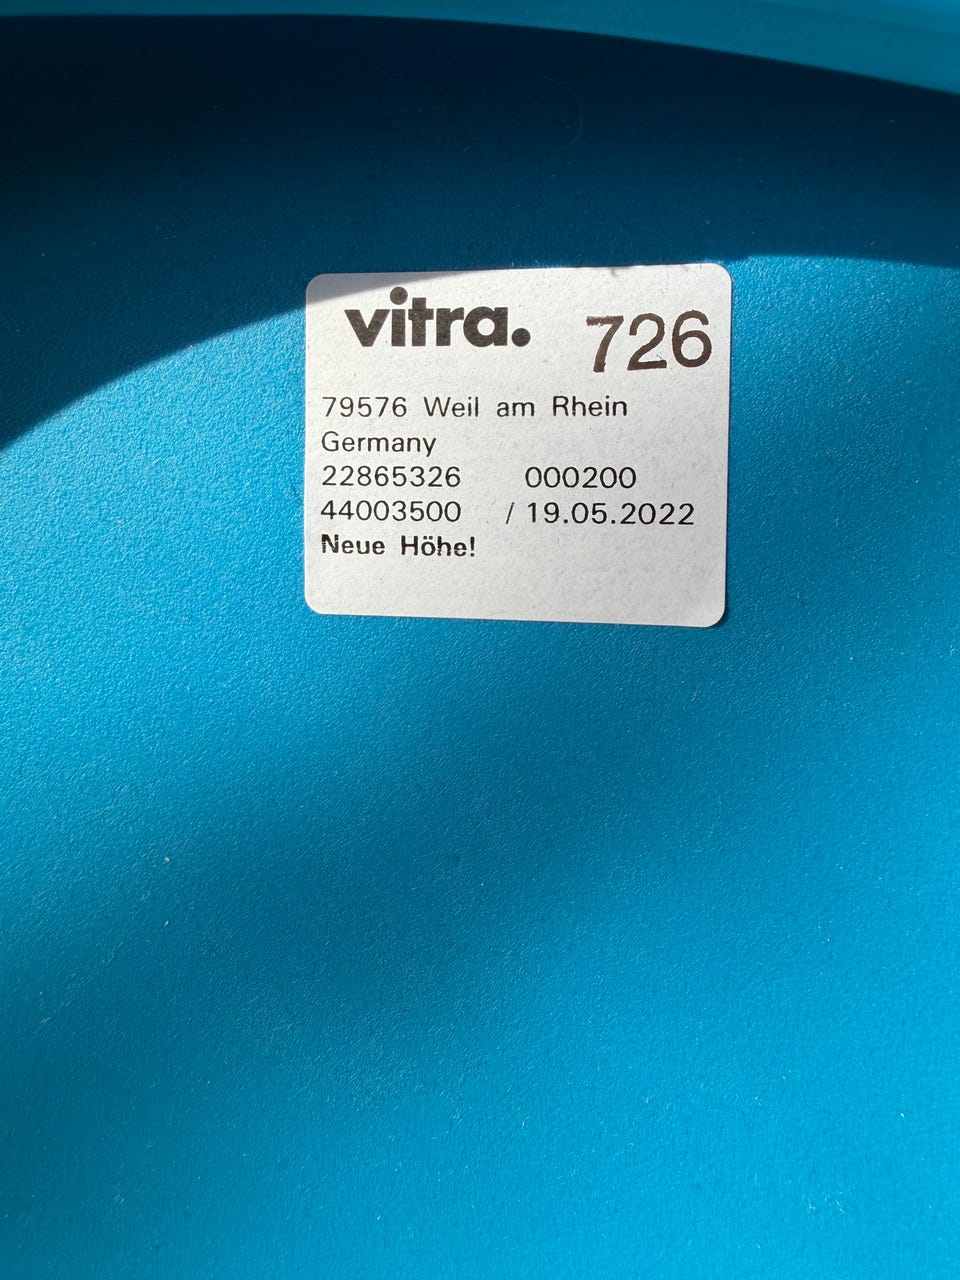 vitra. 726
79576 Weil am Rhein
Germany
22865326 000200
44003500 / 19.05.2022
Neue Höhe!